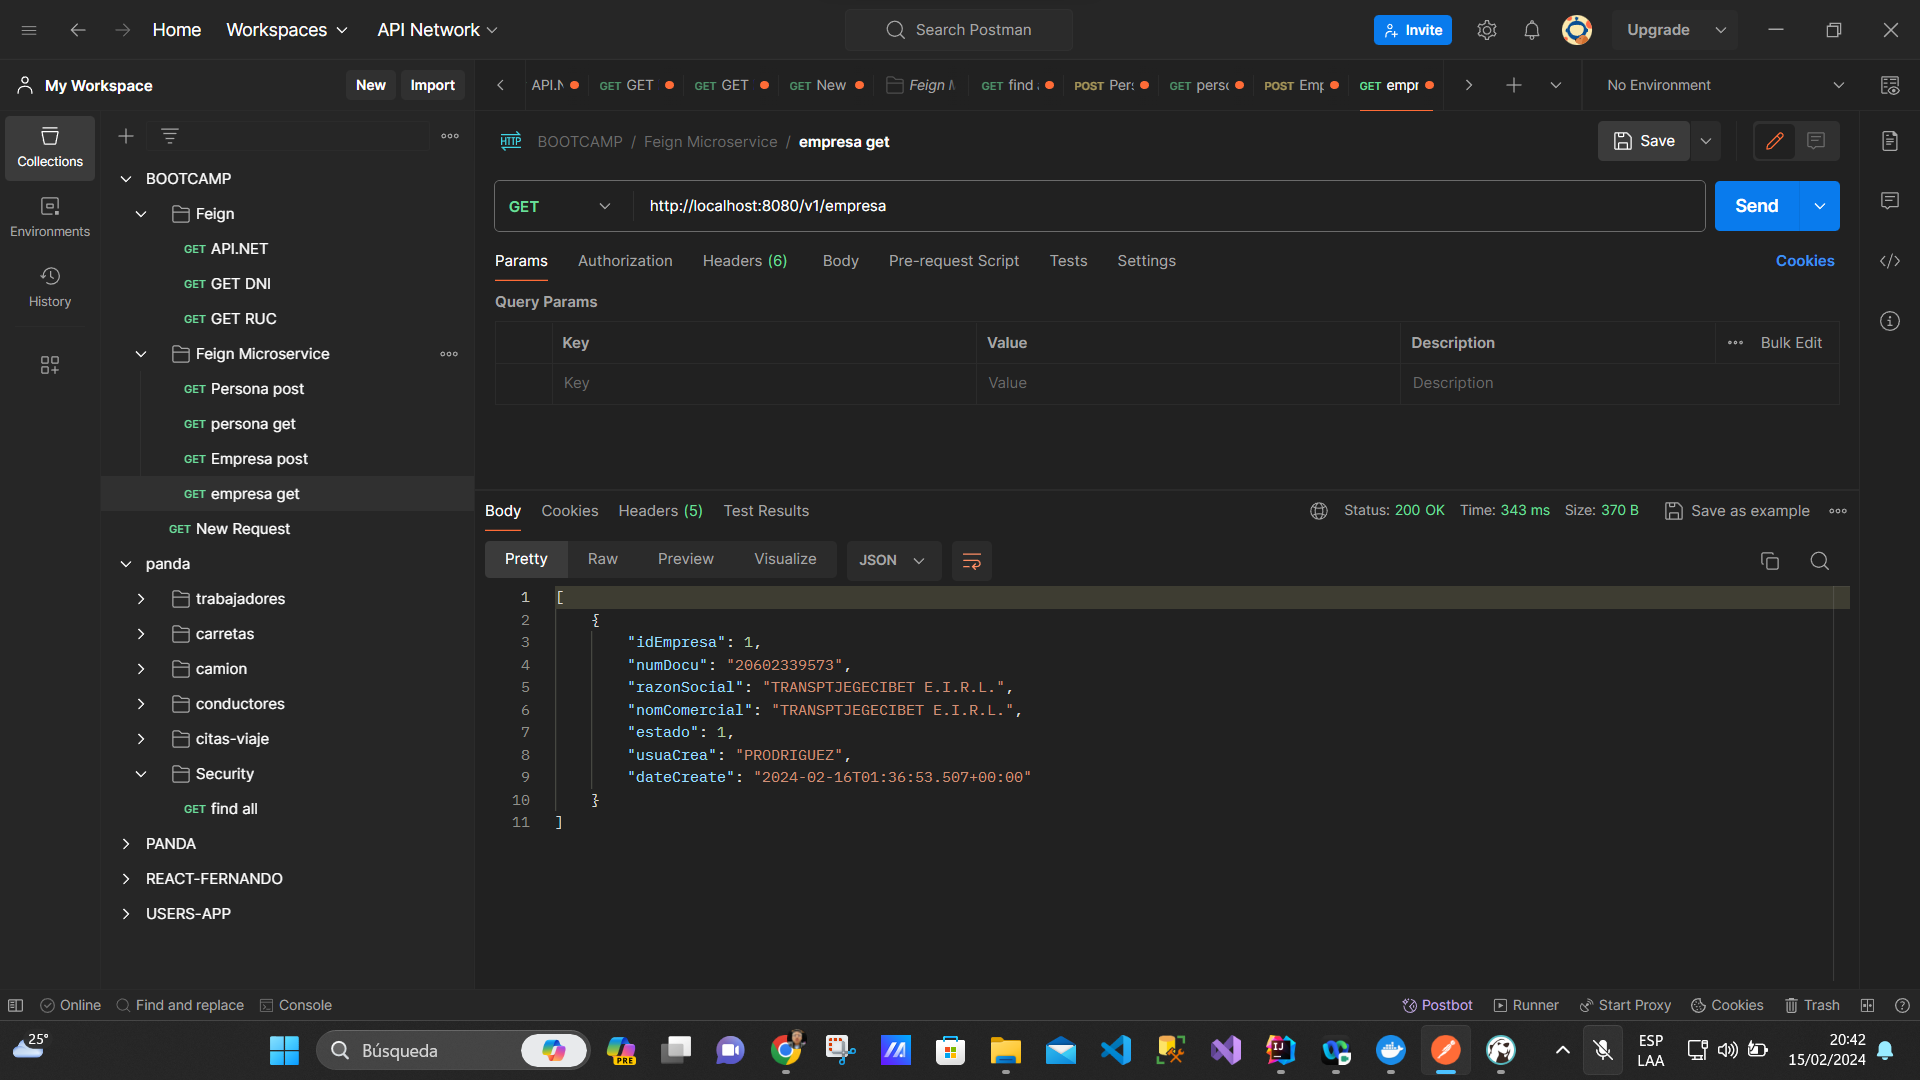 Home
Workspaces
API Network
Search Postman
Invite
Upgrade
My Workspace
New
Import
API.N
GET GET
GET GET
GET New
Feign M
GET find
POST Pers
GET perso
POST Emp
GET empr
No Environment
Collections
Environments
History
BOOTCAMP
Feign
GET API.NET
GET GET DNI
GET GET RUC
Feign Microservice
GET Persona post
GET persona get
GET Empresa post
GET empresa get
GET New Request
panda
trabajadores
carretas
camion
conductores
citas-viaje
Security
GET find all
PANDA
REACT-FERNANDO
USERS-APP
HTTP BOOTCAMP / Feign Microservice / empresa get
Save
GET
http://localhost:8080/v1/empresa
Send
Params Authorization Headers (6) Body Pre-request Script Tests Settings
Cookies
Query Params
Key Value Description
Bulk Edit
Key Value Description
Body Cookies Headers (5) Test Results
Status: 200 OK Time: 343 ms Size: 370 B
Save as example
Pretty Raw Preview Visualize
JSON
1 [
2 {
3 "idEmpresa": 1,
4 "numDocu": "20602339573",
5 "razonSocial": "TRANSPTJEGECIBET E.I.R.L.",
6 "nomComercial": "TRANSPTJEGECIBET E.I.R.L.",
7 "estado": 1,
8 "usuaCrea": "PRODRIGUEZ",
9 "dateCreate": "2024-02-16T01:36:53.507+00:00"
10 }
11 ]
Online
Find and replace
Console
Postbot
Runner
Start Proxy
Cookies
Trash
25°
Búsqueda
PRE
IJ
ESP
LAA
20:42
15/02/2024